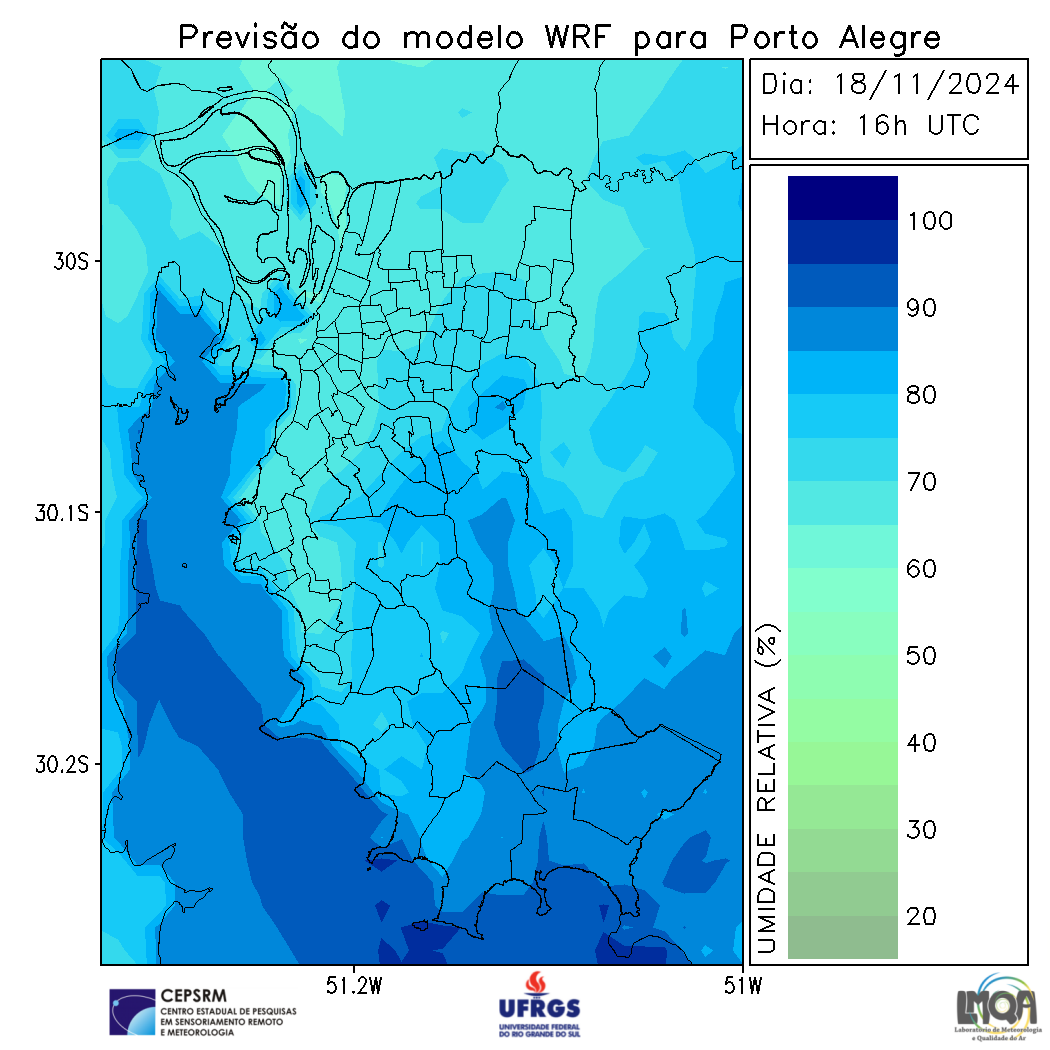 Previsão do modelo WRF para Porto Alegre
Dia: 18/11/2024
Hora: 16h UTC
100
90
80
70
60
50
40
30
20
UMIDADE RELATIVA (%)
30S
30.1S
30.2S
51.2W
51W
CEPSRM
CENTRO ESTADUAL DE PESQUISAS
EM SENSORIAMENTO REMOTO
E METEOROLOGIA
UFRGS
UNIVERSIDADE FEDERAL
DO RIO GRANDE DO SUL
LMQA
Laboratório de Meteorologia
e Qualidade do Ar